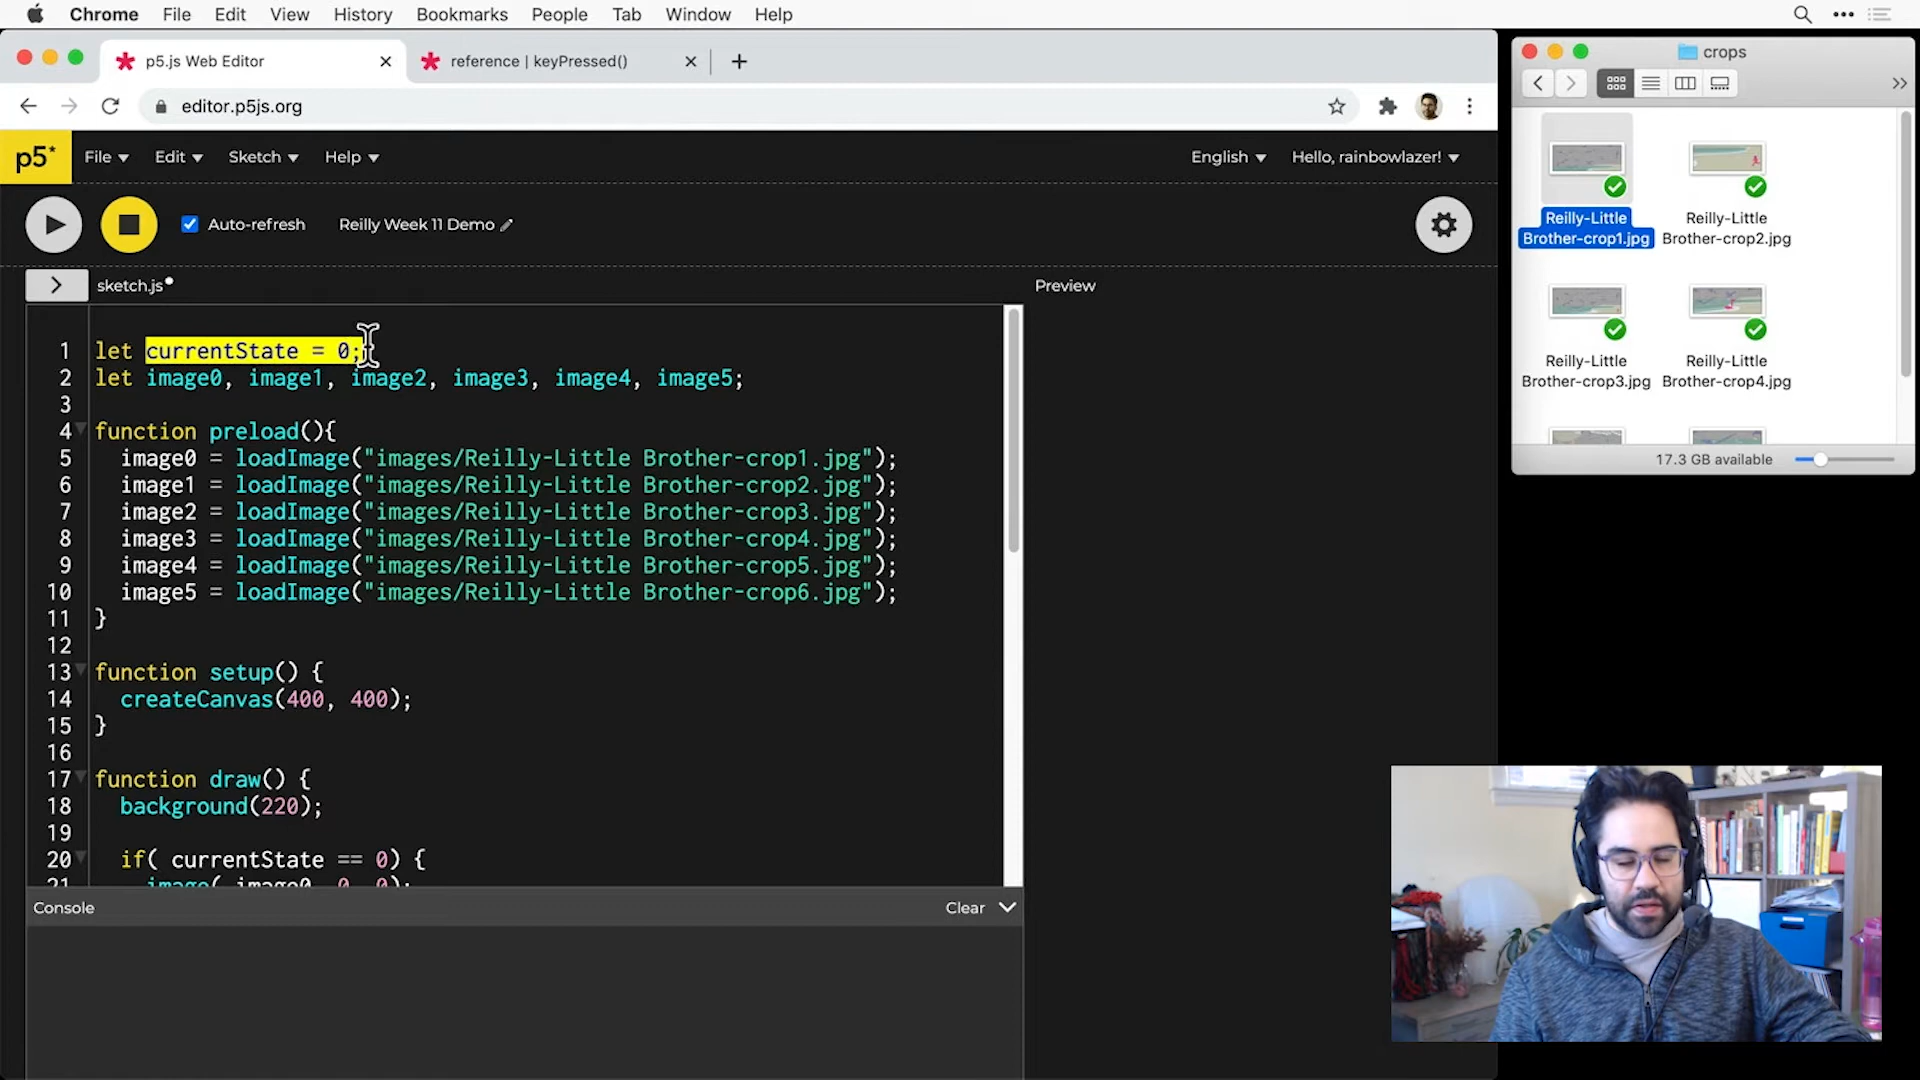 Chrome File Edit View History Bookmarks People Tab Window Help
p5.js Web Editor
reference | keyPressed()
editor.p5js.org
p5*
File
Edit
Sketch
Help
English
Hello, rainbowlazer!
Auto-refresh
Reilly Week 11 Demo
sketch.js
Preview
1 let currentState = 0;
2 let image0, image1, image2, image3, image4, image5;
3
4 function preload(){
5 image0 = loadImage("images/Reilly-Little Brother-crop1.jpg");
6 image1 = loadImage("images/Reilly-Little Brother-crop2.jpg");
7 image2 = loadImage("images/Reilly-Little Brother-crop3.jpg");
8 image3 = loadImage("images/Reilly-Little Brother-crop4.jpg");
9 image4 = loadImage("images/Reilly-Little Brother-crop5.jpg");
10 image5 = loadImage("images/Reilly-Little Brother-crop6.jpg");
11 }
12
13 function setup() {
14 createCanvas(400, 400);
15 }
16
17 function draw() {
18 background(220);
19
20 if( currentState == 0) {
21 image( image0, 0, 0);
Console
Clear
crops
Reilly-Little
Brother-crop1.jpg
Reilly-Little
Brother-crop2.jpg
Reilly-Little
Brother-crop3.jpg
Reilly-Little
Brother-crop4.jpg
17.3 GB available